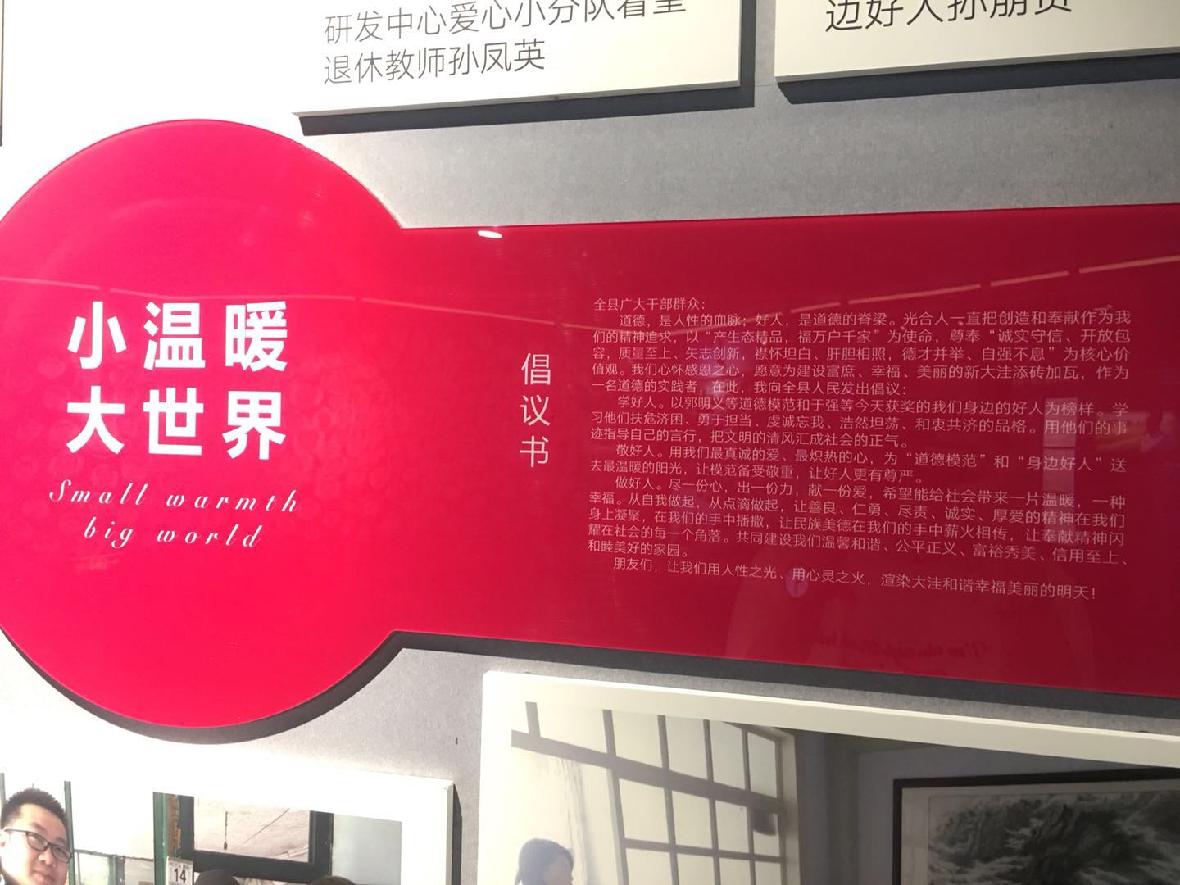 研发中心爱心小分队看望
退休教师孙凤英
边好人孙朋贵
小温暖
大世界
Small warmth
big world
倡议书
全县广大干部群众：
道德，是人性的血脉；好人，是道德的脊梁。光合人一直把创造和奉献作为我
们的精神追求，以“产生态精品，福万户千家”为使命，尊奉“诚实守信、开放包
容，质量至上、矢志创新，襟怀坦白、肝胆相照，德才并举、自强不息”为核心价
值观。我们心怀感恩之心，愿意为建设富庶、幸福、美丽的新大洼添砖加瓦，作为
一名道德的实践者，在此，我向全县人民发出倡议：
学好人。以郭明义等道德模范和于强等今天获奖的我们身边的好人为榜样。学
习他们扶危济困、勇于担当、虔诚忘我、浩然坦荡、和衷共济的品格。用他们的事
迹指导自己的言行，把文明的清风汇成社会的正气。
敬好人。用我们最真诚的爱、最炽热的心，为“道德模范”和“身边好人”送
去最温暖的阳光，让模范备受敬重，让好人更有尊严。
做好人。尽一份心，出一份力，献一份爱，希望能给社会带来一片温暖，一种
幸福。从自我做起，从点滴做起，让善良、仁勇、尽责、诚实、厚爱的精神在我们
身上凝聚，在我们的手中播撒，让民族美德在我们的手中薪火相传，让奉献精神闪
耀在社会的每一个角落。共同建设我们温馨和谐、公平正义、富裕秀美、信用至上、
和睦美好的家园。
朋友们，让我们用人性之光、用心灵之火，渲染大洼和谐幸福美丽的明天！
14